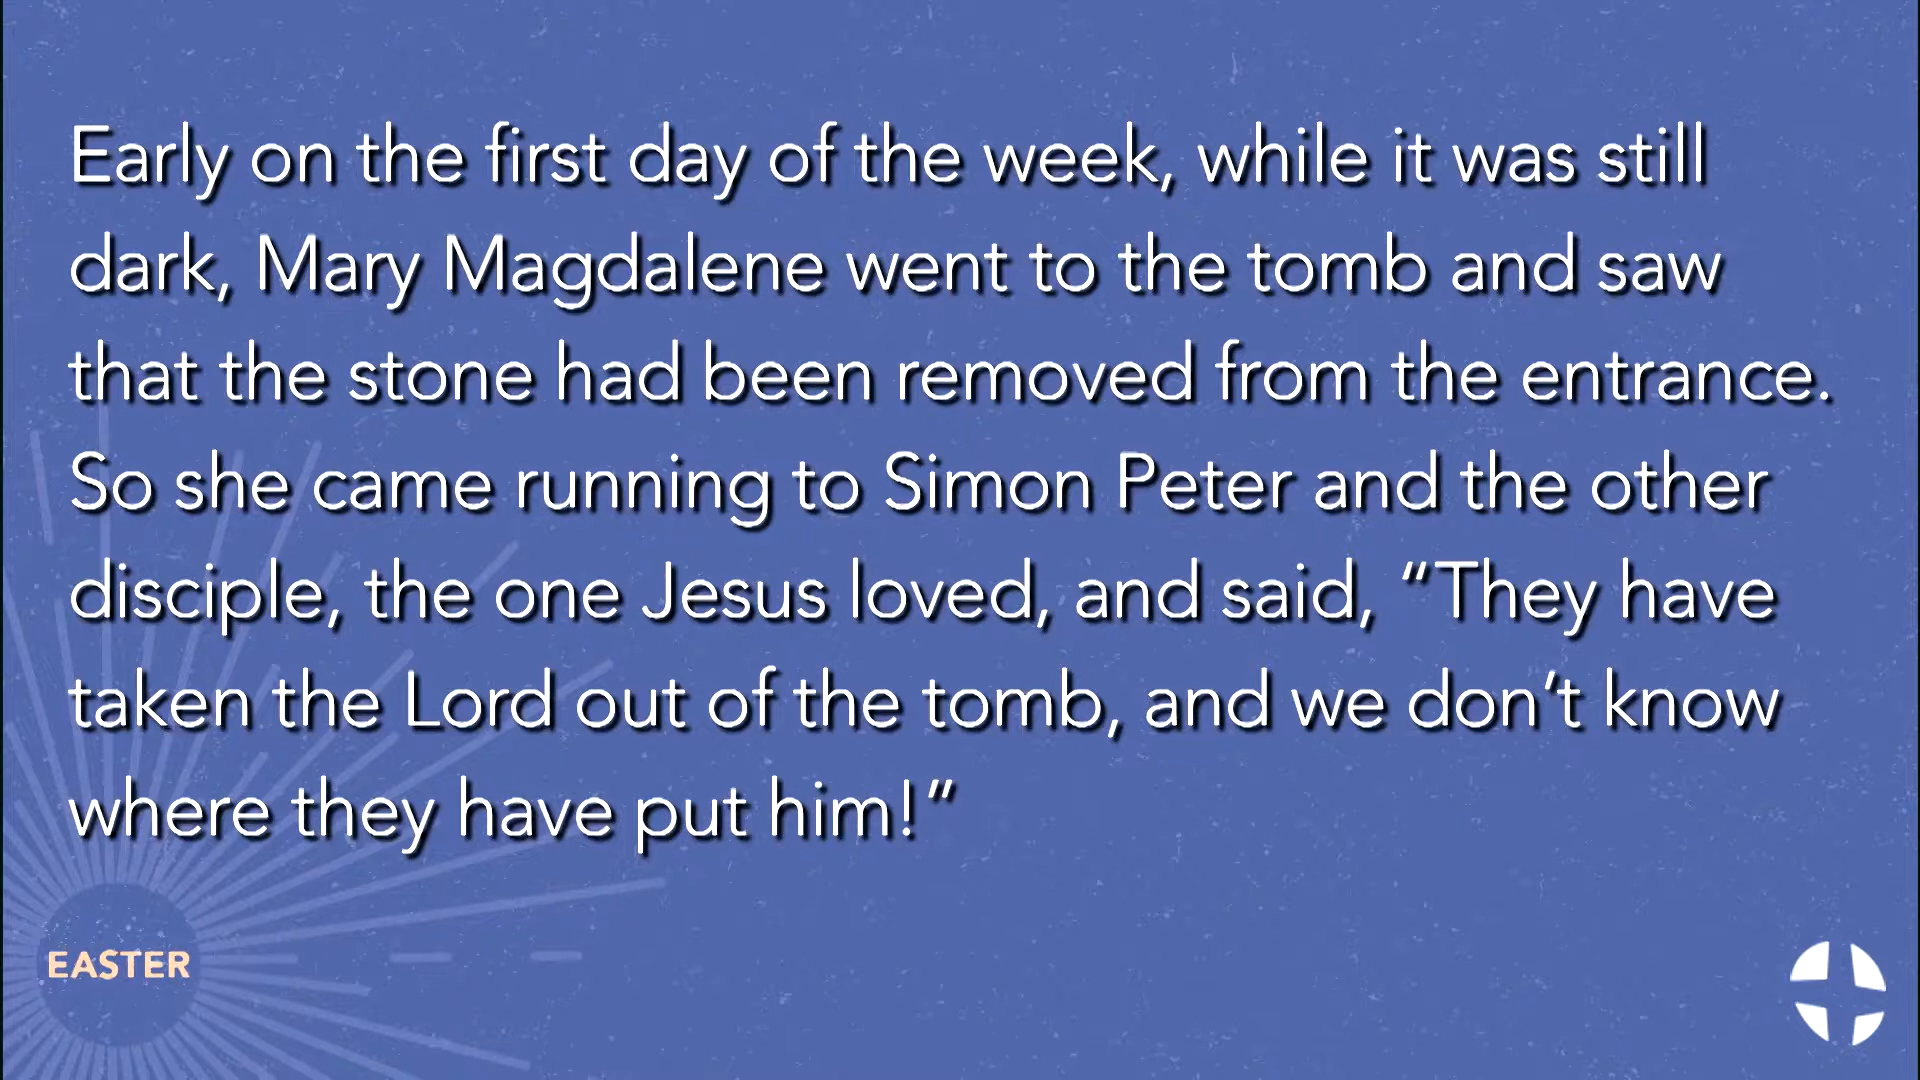 Early on the first day of the week, while it was still
dark, Mary Magdalene went to the tomb and saw
that the stone had been removed from the entrance.
So she came running to Simon Peter and the other
disciple, the one Jesus loved, and said, “They have
taken the Lord out of the tomb, and we don’t know
where they have put him!”
EASTER